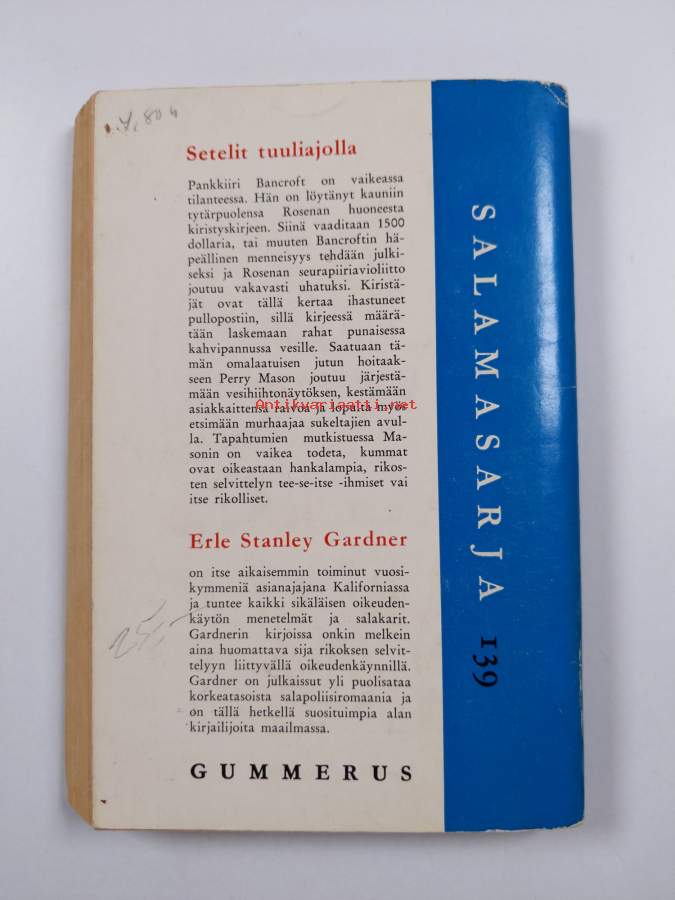 Setelit tuuliajolla
Pankkiiri Bancroft on vaikeassa
tilanteessa. Hän on löytänyt kauniin
tytärpuolensa Rosenan huoneesta
kiristyskirjeen. Siinä vaaditaan 1500
dollaria, tai muuten Bancroftin hä-
peällinen menneisyys tehdään julki-
seksi ja Rosenan seurapiiriavioliitto
joutuu vakavasti uhatuksi. Kiristä-
jät ovat tällä kertaa ihastuneet
pullopostiin, sillä kirjeessä määrä-
tään laskemaan rahat punaisessa
kahvipannussa vesille. Saatuaan tä-
män omalaatuisen jutun hoitaak-
seen Perry Mason joutuu järjestä-
mään vesihiihtonäytöksen, kestämään
asiakkaittensa raivoa ja lopulta myös
etsimään murhaajaa sukeltajien avul-
la. Tapahtumien mutkistuessa Ma-
sonin on vaikea todeta, kummat
ovat oikeastaan hankalampia, rikos-
ten selvittelyn tee-se-itse -ihmiset vai
itse rikolliset.
Antikvariaatti.net
Erle Stanley Gardner
on itse aikaisemmin toiminut vuosi-
kymmeniä asianajajana Kaliforniassa
ja tuntee kaikki sikäläisen oikeuden-
käytön menetelmät ja salakarit.
Gardnerin kirjoissa onkin melkein
aina huomattava sija rikoksen selvit-
telyyn liittyvällä oikeudenkäynnillä.
Gardner on julkaissut yli puolisataa
korkeatasoista salapoliisiromaania ja
on tällä hetkellä suosituimpia alan
kirjailijoita maailmassa.
GUMMERUS
SALAMASARJA 139